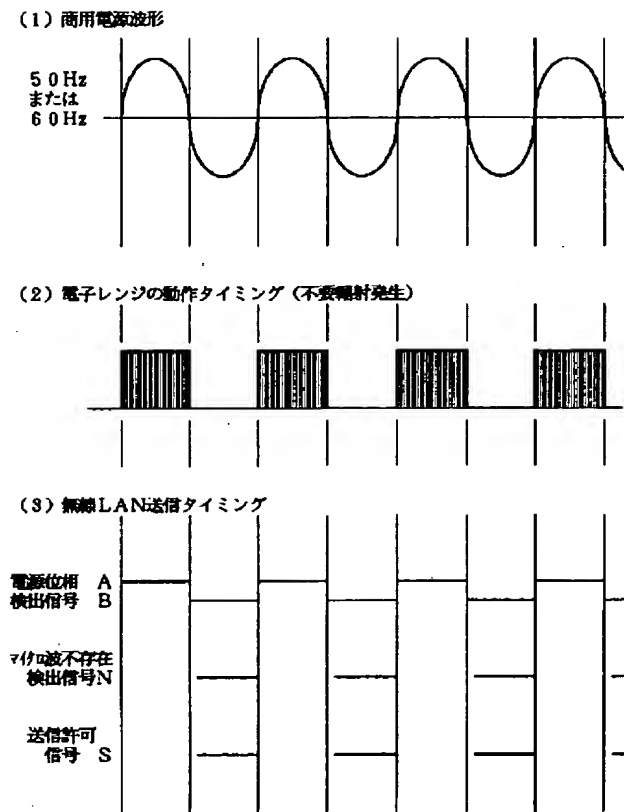 (1) 商用電源波形
50Hz
または
60Hz
(2) 電子レンジの動作タイミング (不要輻射発生)
(3) 無線LAN送信タイミング
電源位相 A
検出信号 B
マイクロ波不存在
検出信号N
送信許可
信号 S